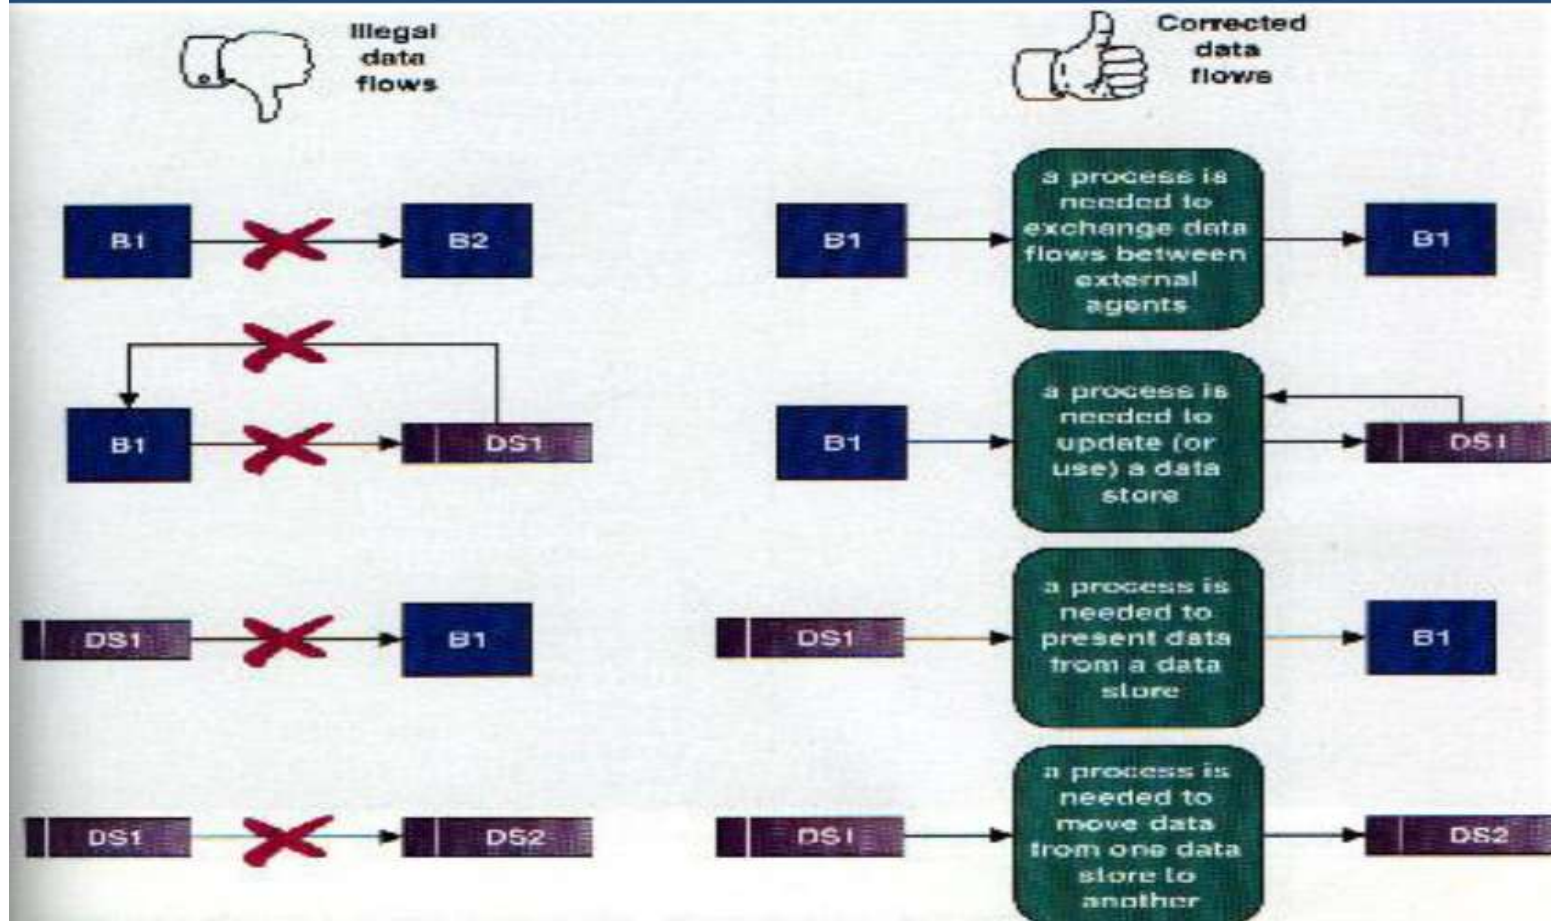 Illegal
data
flows
Corrected
data
flows
B1
B2
a process is
needed to
exchange data
flows between
external
agents
B1
B1
B1
DS1
B1
a process is
needed to
update (or
use) a data
store
DS1
DS1
B1
DS1
a process is
needed to
present data
from a data
store
B1
DS1
DS2
DS1
a process is
needed to
move data
from one data
store to
another
DS2